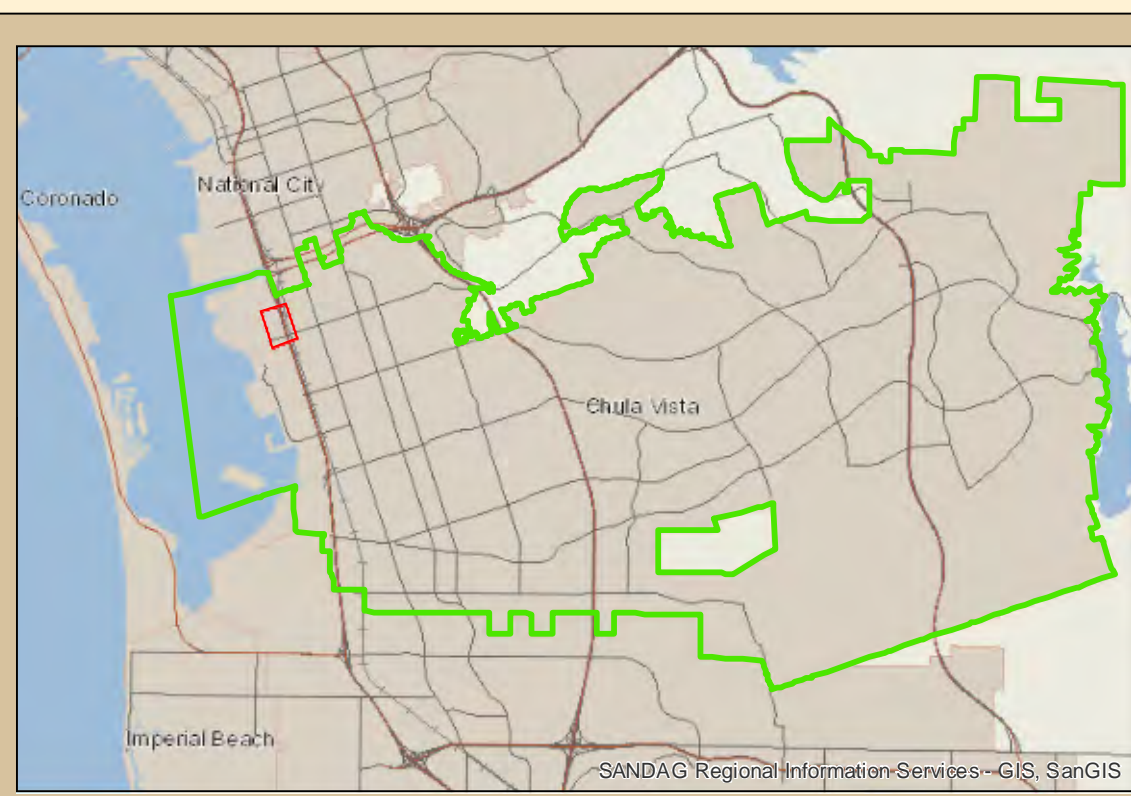 National City
Coronado
Chula Vista
Imperial Beach
SANDAG Regional Information Services - GIS, SanGIS